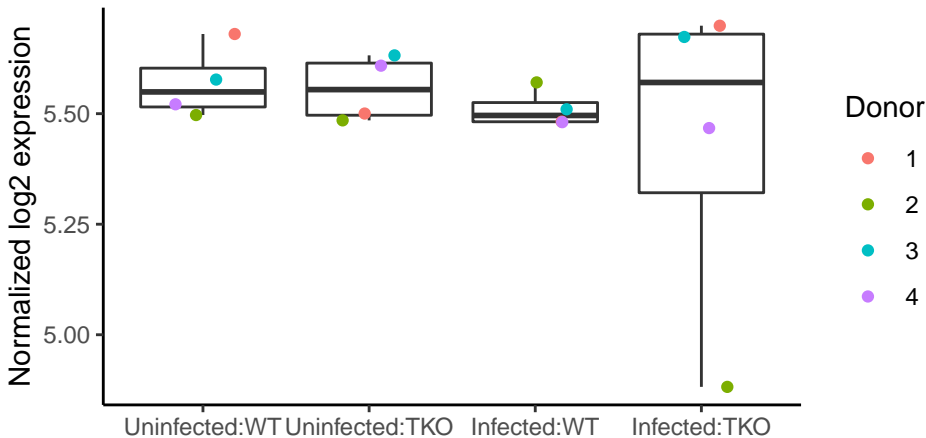 Normalized log2 expression
5.50
5.25
5.00
Uninfected:WT
Uninfected:TKO
Infected:WT
Infected:TKO
Donor
1
2
3
4